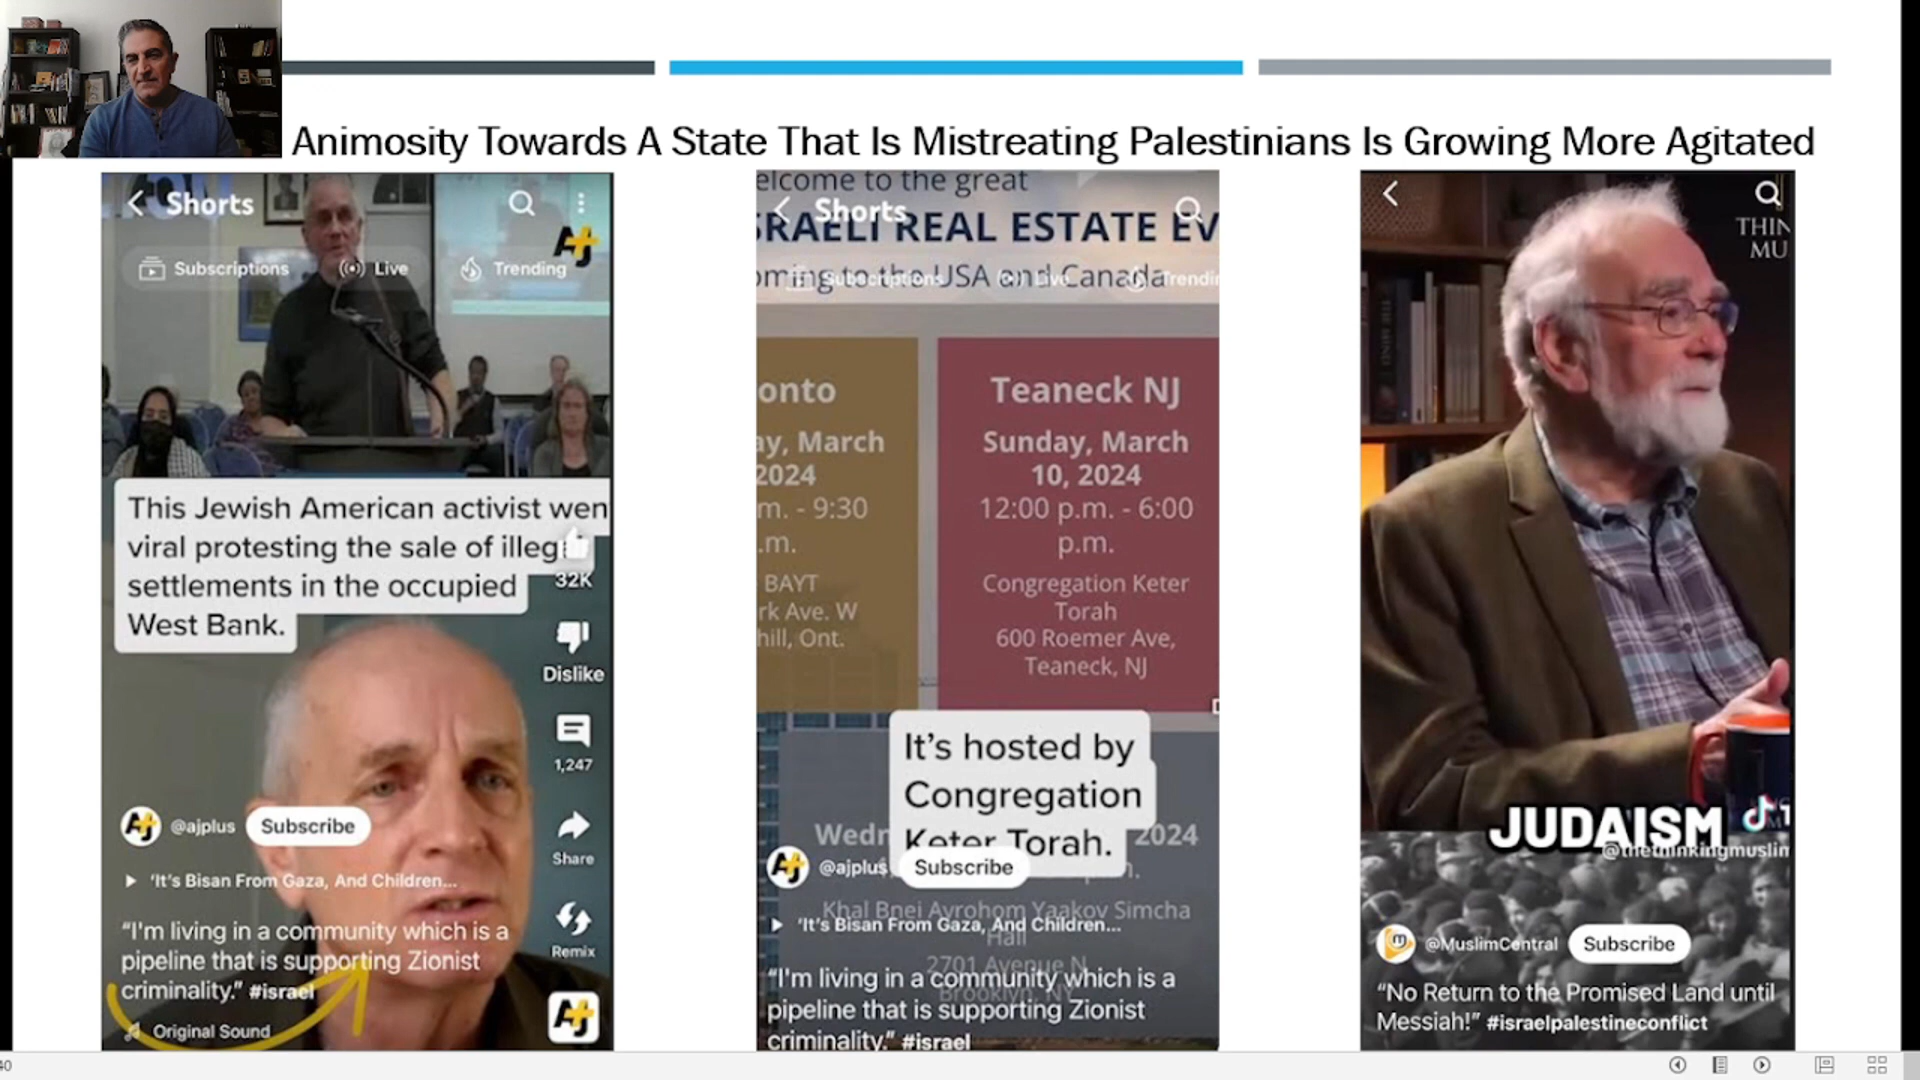 Animosity Towards A State That Is Mistreating Palestinians Is Growing More Agitated
Shorts
Subscriptions
Live
Trending
This Jewish American activist wen
viral protesting the sale of illeg
settlements in the occupied
West Bank.
32K
Dislike
1,247
@ajplus
Subscribe
Share
'It's Bisan From Gaza, And Children...
"I'm living in a community which is a
pipeline that is supporting Zionist
criminality." #israel
Remix
Original Sound
elcome to the great
Shorts
SRAELI REAL ESTATE EV
oming to the USA and Canada
Subscriptions
Live
Trendin
onto
ay, March
2024
m. - 9:30
.m.
BAYT
rk Ave. W
hill, Ont.
Teaneck NJ
Sunday, March
10, 2024
12:00 p.m. - 6:00
p.m.
Congregation Keter
Torah
600 Roemer Ave,
Teaneck, NJ
It's hosted by
Congregation
Keter Torah.
Wedn
2024
@ajplus
Subscribe
Khal Bnei Avrohom Yaakov Simcha
Hall
'It's Bisan From Gaza, And Children...
2701 Avenue N
Brooklyn, NY
"I'm living in a community which is a
pipeline that is supporting Zionist
criminality." #israel
THIN
MU
JUDAISM
@thethinkingmuslim
@MuslimCentral
Subscribe
"No Return to the Promised Land until
Messiah!" #israelpalestineconflict
40